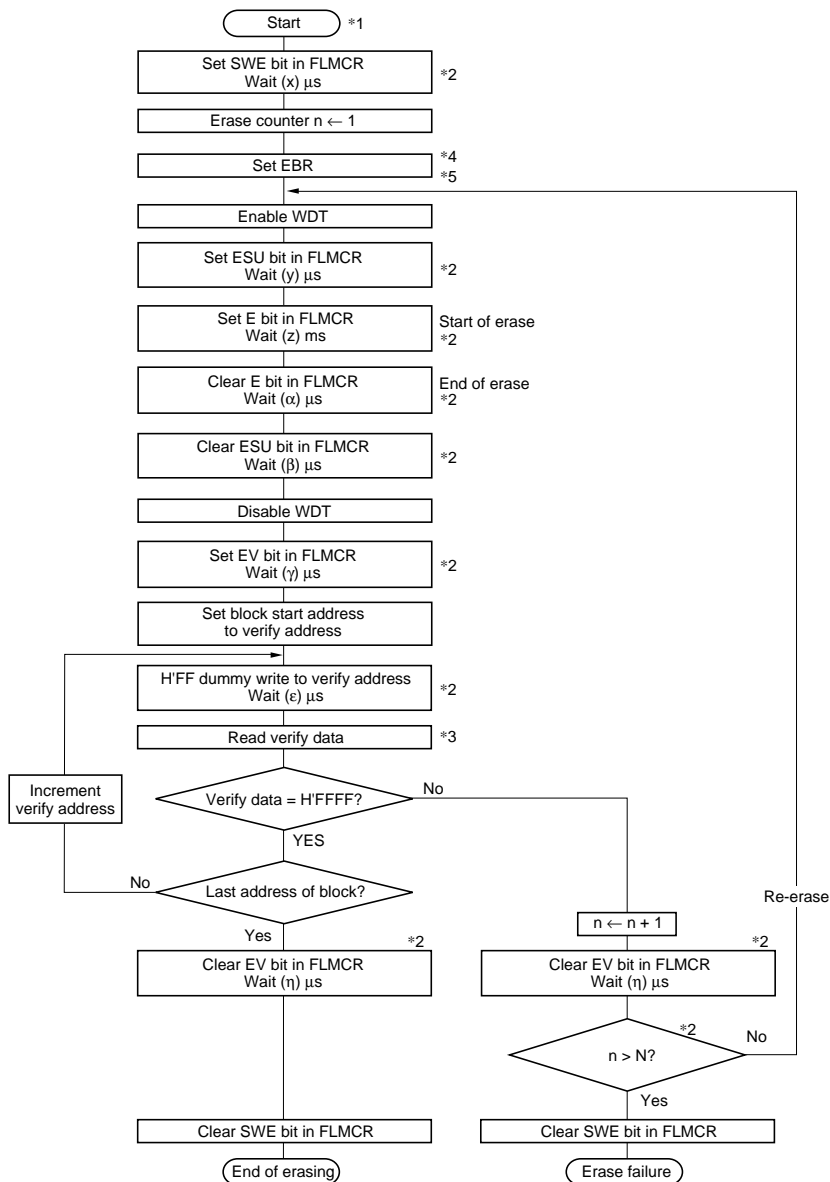 Start *1
Set SWE bit in FLMCR
Wait (x) μs
*2
Erase counter n ← 1
Set EBR
*4
*5
Enable WDT
Set ESU bit in FLMCR
Wait (y) μs
*2
Set E bit in FLMCR
Wait (z) ms
Start of erase
*2
Clear E bit in FLMCR
Wait (α) μs
End of erase
*2
Clear ESU bit in FLMCR
Wait (β) μs
*2
Disable WDT
Set EV bit in FLMCR
Wait (γ) μs
*2
Set block start address
to verify address
H'FF dummy write to verify address
Wait (ε) μs
*2
Read verify data *3
Increment
verify address
Verify data = H'FFFF?
No
YES
No
Last address of block?
Yes
*2
Clear EV bit in FLMCR
Wait (η) μs
Re-erase
n ← n + 1
*2
Clear EV bit in FLMCR
Wait (η) μs
*2
n > N?
No
Yes
Clear SWE bit in FLMCR
Clear SWE bit in FLMCR
End of erasing
Erase failure